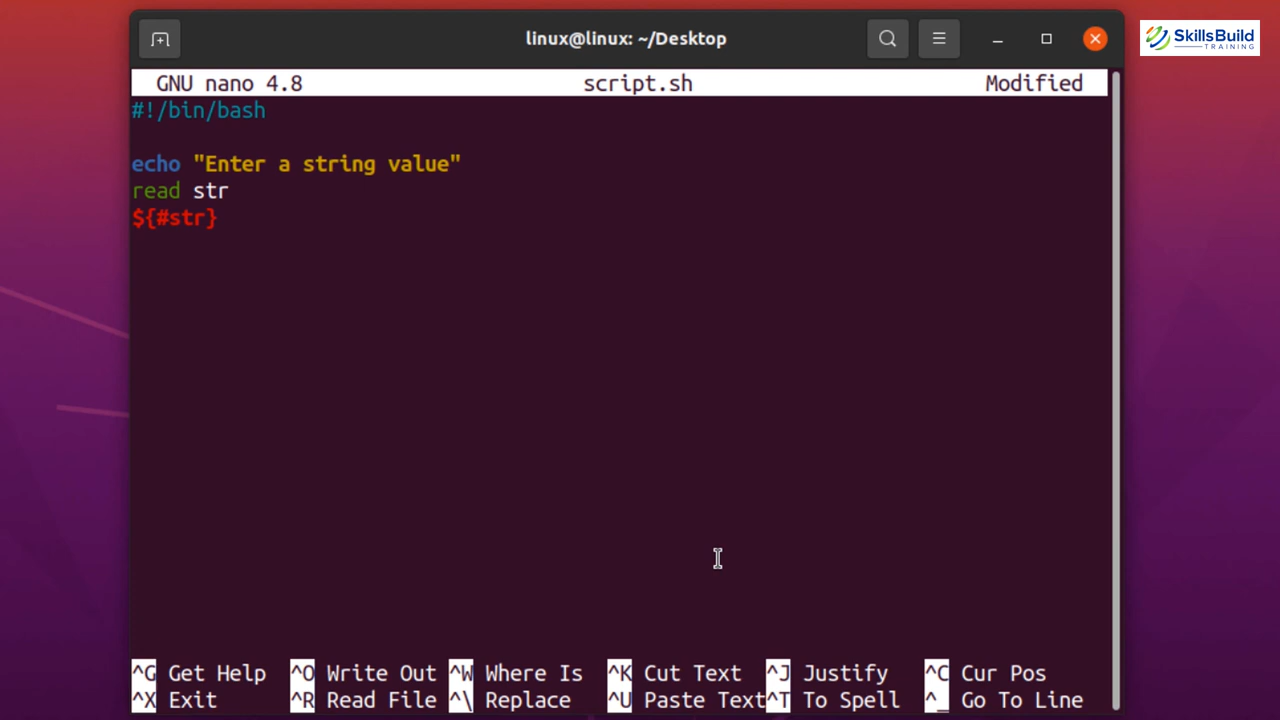 linux@linux: ~/Desktop
SkillsBuild
TRAINING
GNU nano 4.8 script.sh Modified
#!/bin/bash
echo "Enter a string value"
read str
${#str}
^G Get Help ^O Write Out ^W Where Is ^K Cut Text ^J Justify ^C Cur Pos
^X Exit ^R Read File ^\ Replace ^U Paste Text^T To Spell ^_ Go To Line